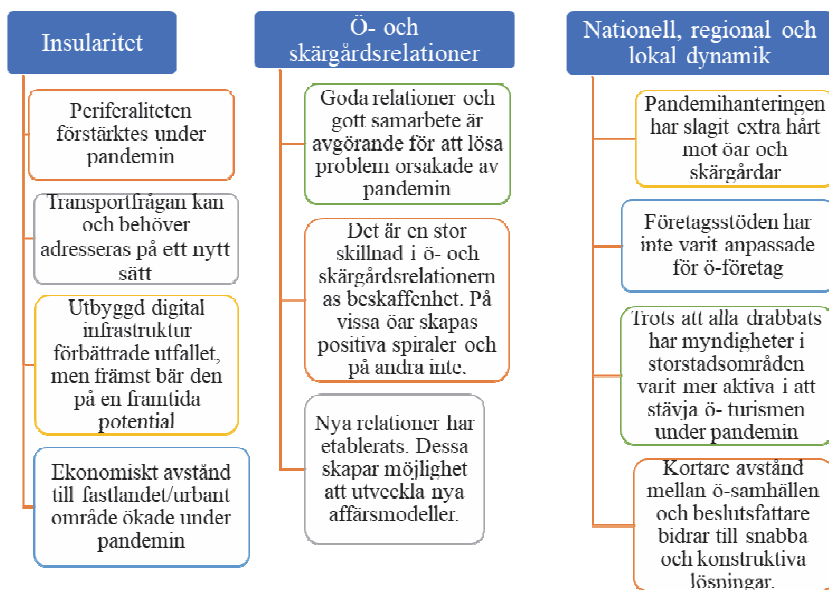 Insularitet
Periferaliteten
förstärktes under
pandemin
Transportfrågan kan
och behöver
adresseras på ett nytt
sätt
Utbyggd digital
infrastruktur
förbättrade utfallet,
men främst bär den
på en framtida
potential
Ekonomiskt avstånd
till fastlandet/urbant
område ökade under
pandemin
Ö- och
skärgårdsrelationer
Goda relationer och
gott samarbete är
avgörande för att lösa
problem orsakade av
pandemin
Det är en stor
skillnad i ö- och
skärgårdsrelationern
as beskaffenhet. På
vissa öar skapas
positiva spiraler och
på andra inte.
Nya relationer har
etablerats. Dessa
skapar möjlighet
att utveckla nya
affärsmodeller.
Nationell, regional och
lokal dynamik
Pandemihanteringen
har slagit extra hårt
mot öar och
skärgårdar
Företagsstöden har
inte varit anpassade
för ö-företag
Trots att alla drabbats
har myndigheter i
storstadsområden
varit mer aktiva i att
stävja ö- turismen
under pandemin
Kortare avstånd
mellan ö-samhällen
och beslutsfattare
bidrar till snabba
och konstruktiva
lösningar.